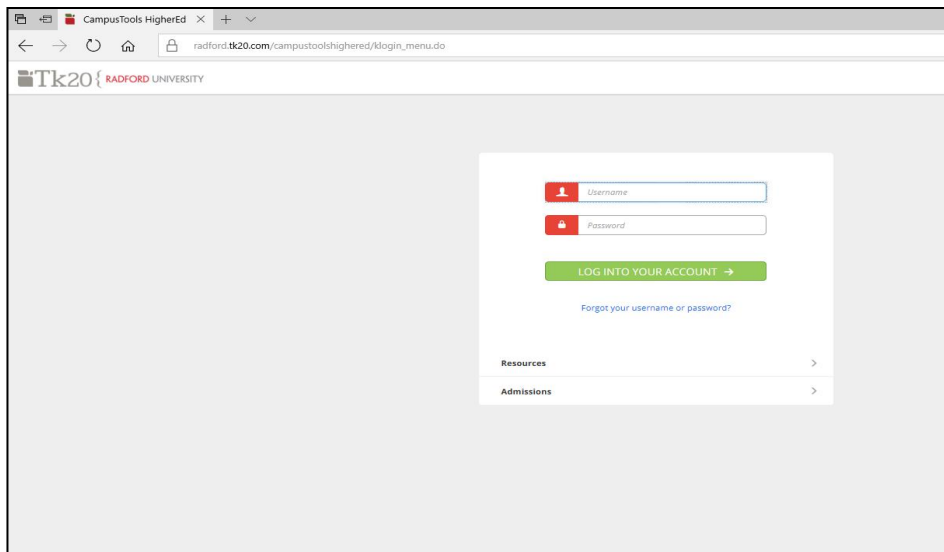 CampusTools HigherEd
radford.tk20.com/campustoolshighered/klogin_menu.do
Tk20{ RADFORD UNIVERSITY
Username
Password
LOG INTO YOUR ACCOUNT →
Forgot your username or password?
Resources
Admissions